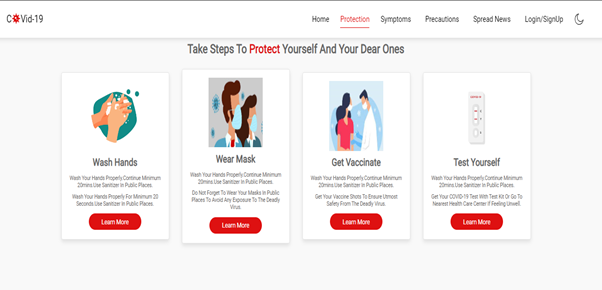 C Vid-19
Home Protection Symptoms Precautions Spread News Login/SignUp
Take Steps To Protect Yourself And Your Dear Ones
Wash Hands
Wash Your Hands Properly.Continue Minimum
20mins.Use Sanitizer In Public Places.
Wash Your Hands Properly For Minimum 20
Seconds.Use Sanitizer In Public Places.
Learn More
Wear Mask
Wash Your Hands Properly.Continue Minimum
20mins.Use Sanitizer In Public Places.
Do Not Forget To Wear Your Masks In Public
Places To Avoid Any Exposure To The Deadly
Virus.
Learn More
Get Vaccinate
Wash Your Hands Properly.Continue Minimum
20mins.Use Sanitizer In Public Places.
Get Your Vaccine Shots To Ensure Utmost
Safety From The Deadly Virus.
Learn More
Test Yourself
Wash Your Hands Properly.Continue Minimum
20mins.Use Sanitizer In Public Places.
Get Your COVID-19 Test With Test Kit Or Go To
Nearest Health Care Center If Feeling Unwell.
Learn More